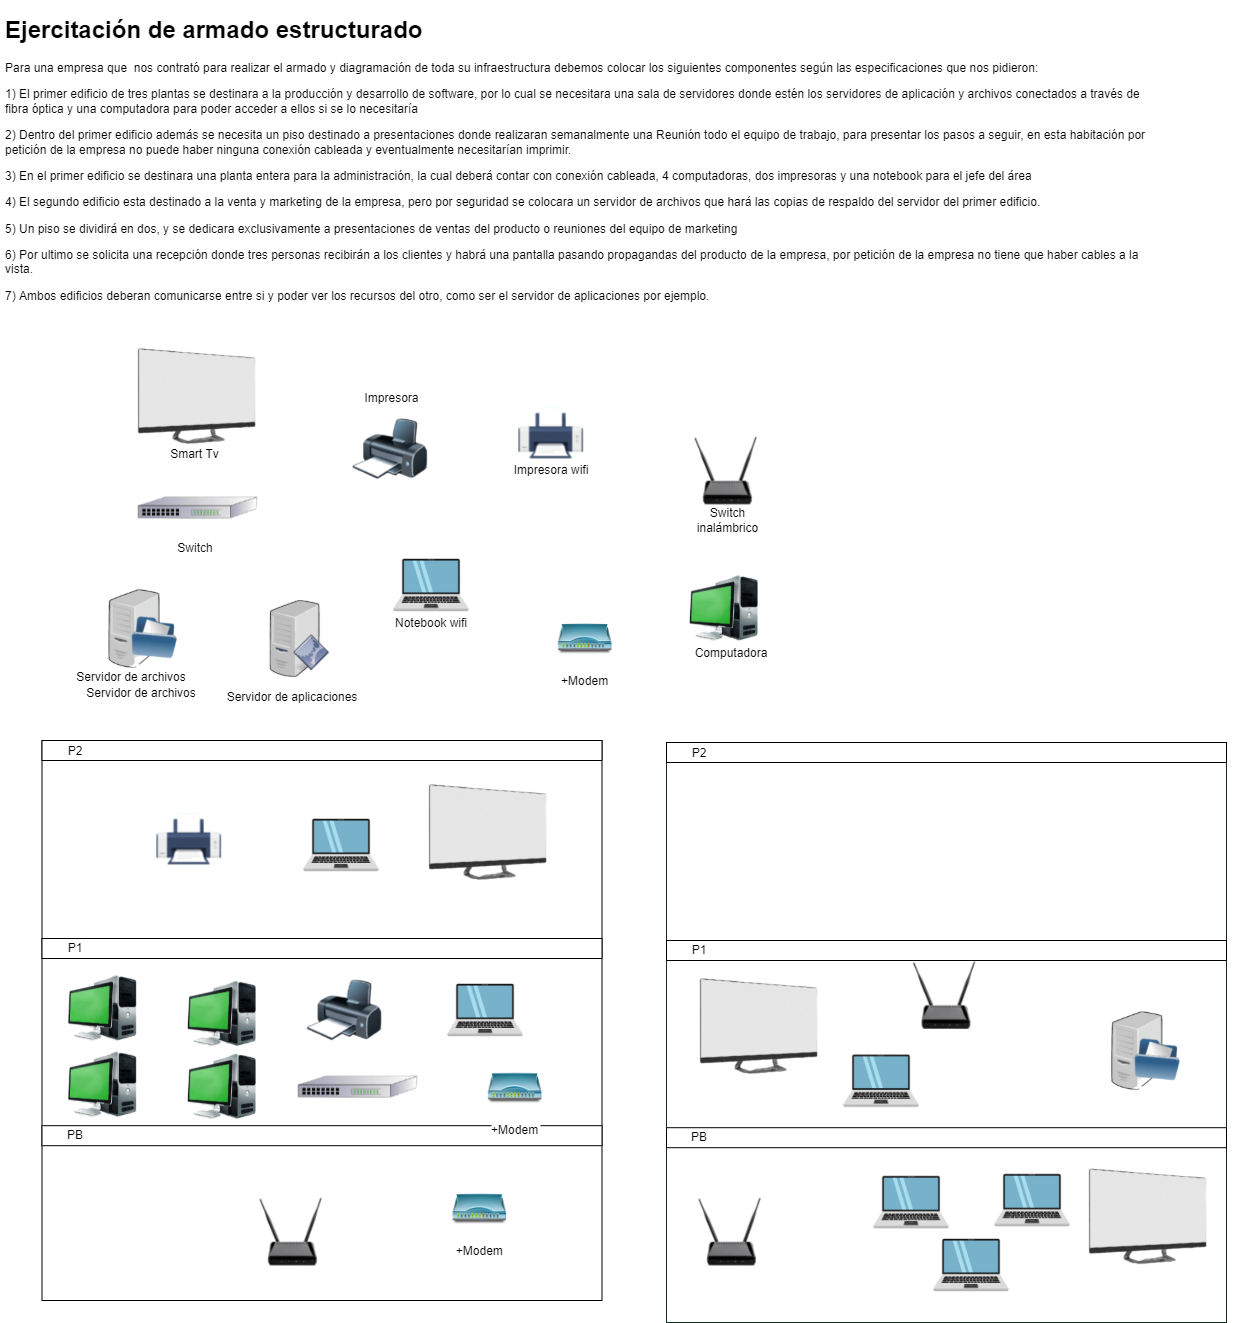 Ejercitación de armado estructurado
Para una empresa que  nos contrató para realizar el armado y diagramación de toda su infraestructura debemos colocar los siguientes componentes según las especificaciones que nos pidieron:
1) El primer edificio de tres plantas se destinara a la producción y desarrollo de software, por lo cual se necesitara una sala de servidores donde estén los servidores de aplicación y archivos conectados a través de
fibra óptica y una computadora para poder acceder a ellos si se lo necesitaría
2) Dentro del primer edificio además se necesita un piso destinado a presentaciones donde realizaran semanalmente una Reunión todo el equipo de trabajo, para presentar los pasos a seguir, en esta habitación por
petición de la empresa no puede haber ninguna conexión cableada y eventualmente necesitarían imprimir.
3) En el primer edificio se destinara una planta entera para la administración, la cual deberá contar con conexión cableada, 4 computadoras, dos impresoras y una notebook para el jefe del área
4) El segundo edificio esta destinado a la venta y marketing de la empresa, pero por seguridad se colocara un servidor de archivos que hará las copias de respaldo del servidor del primer edificio.
5) Un piso se dividirá en dos, y se dedicara exclusivamente a presentaciones de ventas del producto o reuniones del equipo de marketing
6) Por ultimo se solicita una recepción donde tres personas recibirán a los clientes y habrá una pantalla pasando propagandas del producto de la empresa, por petición de la empresa no tiene que haber cables a la
vista.
7) Ambos edificios deberan comunicarse entre si y poder ver los recursos del otro, como ser el servidor de aplicaciones por ejemplo.
Impresora
Smart Tv
Impresora wifi
Switch
inalámbrico
Switch
Notebook wifi
Computadora
Servidor de archivos
Servidor de archivos
Servidor de aplicaciones
+Modem
P2
P2
P1
P1
+Modem
PB
PB
+Modem